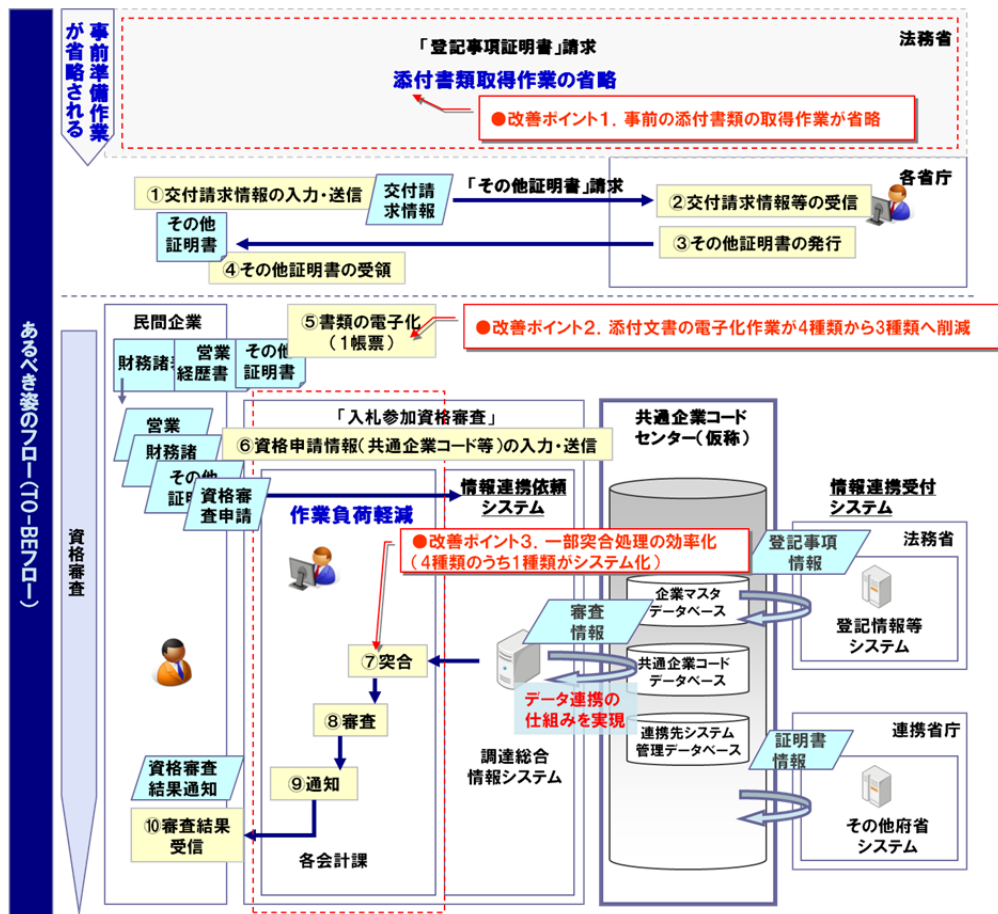 事前準備作業
が省略される
法務省
「登記事項証明書」請求
添付書類取得作業の省略
●改善ポイント1．事前の添付書類の取得作業が省略
各省庁
①交付請求情報の入力・送信
交付請
求情報
「その他証明書」請求
②交付請求情報等の受信
その他
証明書
③その他証明書の発行
④その他証明書の受領
あるべき姿のフロー（TO-BEフロー）
資格審査
民間企業
⑤書類の電子化
（1帳票）
●改善ポイント2．添付文書の電子化作業が4種類から3種類へ削減
財務諸
営業
経歴書
その他
証明書
「入札参加資格審査」
共通企業コード
センター（仮称）
⑥資格申請情報（共通企業コード等）の入力・送信
営業
財務諸
その他
証明
資格審
査申請
作業負荷軽減
情報連携依頼
システム
情報連携受付
システム
法務省
●改善ポイント3．一部突合処理の効率化
（4種類のうち1種類がシステム化）
登記事項
情報
企業マスタ
データベース
審査
情報
登記情報等
システム
⑦突合
共通企業コード
データベース
データ連携の
仕組みを実現
⑧審査
連携先システム
管理データベース
連携省庁
証明書
情報
調達総合
情報システム
⑨通知
資格審査
結果通知
⑩審査結果
受信
その他府省
システム
各会計課